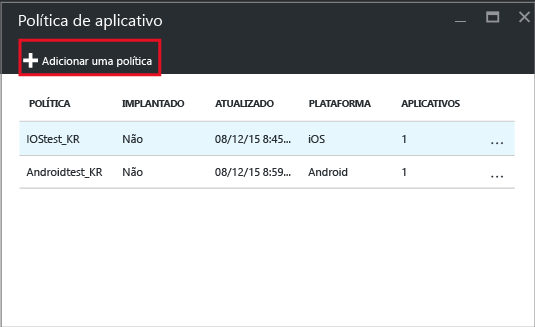 Política de aplicativo
Adicionar uma política
POLÍTICA IMPLANTADO ATUALIZADO PLATAFORMA APLICATIVOS
IOStest_KR Não 08/12/15 8:45... iOS 1 ...
Androidtest_KR Não 08/12/15 8:59... Android 1 ...